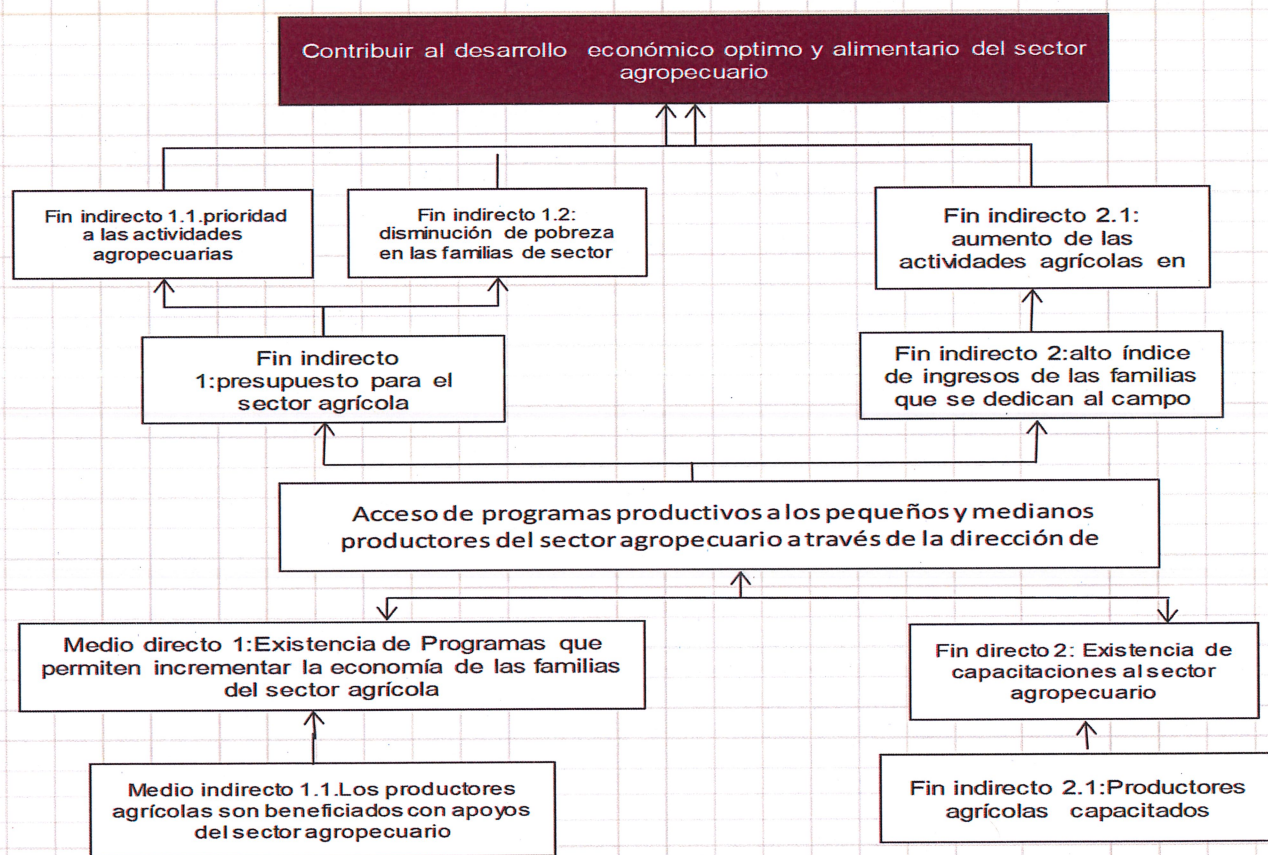 Contribuir al desarrollo económico optimo y alimentario del sector
agropecuario
Fin indirecto 1.1.prioridad
a las actividades
agropecuarias
Fin indirecto 1.2:
disminución de pobreza
en las familias de sector
Fin indirecto 2.1:
aumento de las
actividades agrícolas en
Fin indirecto
1:presupuesto para el
sector agrícola
Fin indirecto 2:alto índice
de ingresos de las familias
que se dedican al campo
Acceso de programas productivos a los pequeños y medianos
productores del sector agropecuario a través de la dirección de
Medio directo 1:Existencia de Programas que
permiten incrementar la economía de las familias
del sector agrícola
Fin directo 2: Existencia de
capacitaciones al sector
agropecuario
Medio indirecto 1.1.Los productores
agrícolas son beneficiados con apoyos
del sector agropecuario
Fin indirecto 2.1:Productores
agrícolas capacitados